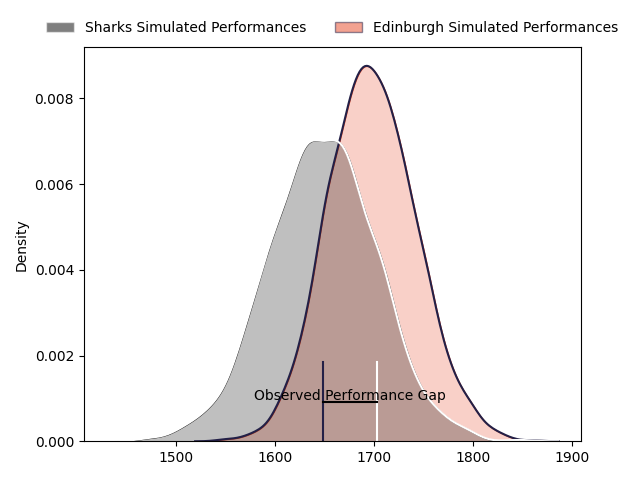 Sharks Simulated Performances Edinburgh Simulated Performances
0.008
0.006
0.004
0.002
0.000
Density
Observed Performance Gap
1500 1600 1700 1800 1900